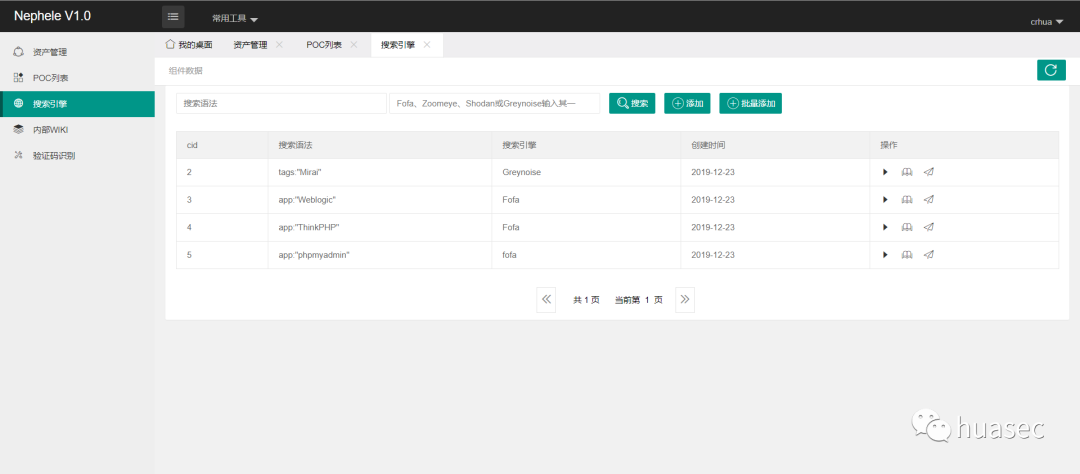 Nephele V1.0 常用工具 crhua
资产管理
POC列表
搜索引擎
内部WIKI
验证码识别
我的桌面 资产管理 POC列表 搜索引擎
组件数据
搜索语法 Fofa、Zoomeye、Shodan或Greynoise输入其一 搜索 添加 批量添加
cid 搜索语法 搜索引擎 创建时间 操作
2 tags:"Mirai" Greynoise 2019-12-23
3 app:"Weblogic" Fofa 2019-12-23
4 app:"ThinkPHP" Fofa 2019-12-23
5 app:"phpmyadmin" fofa 2019-12-23
共 1 页 当前第 1 页
huasec